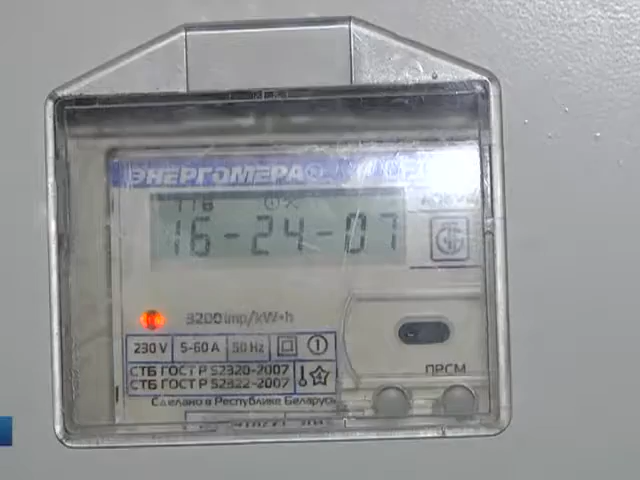 ЭНЕРГОМЕРА®
16-24-07
3200 imp/kW•h
230 V 5-60 A 50 Hz 1
СТБ ГОСТ Р 52320-2007
СТБ ГОСТ Р 52322-2007
ПРСМ
Сделано в Республике Беларусь